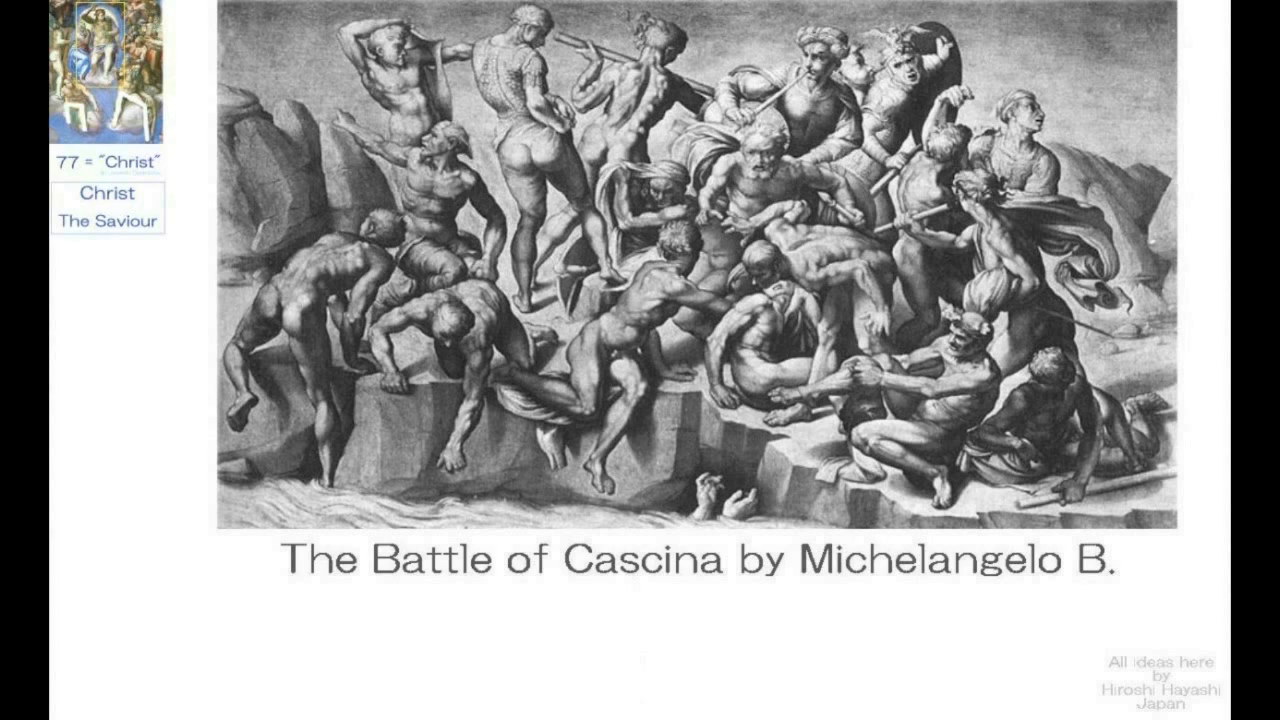 77 = "Christ"
Christ
The Saviour
The Battle of Cascina by Michelangelo B.
All ideas here
by
Hiroshi Hayashi
Japan